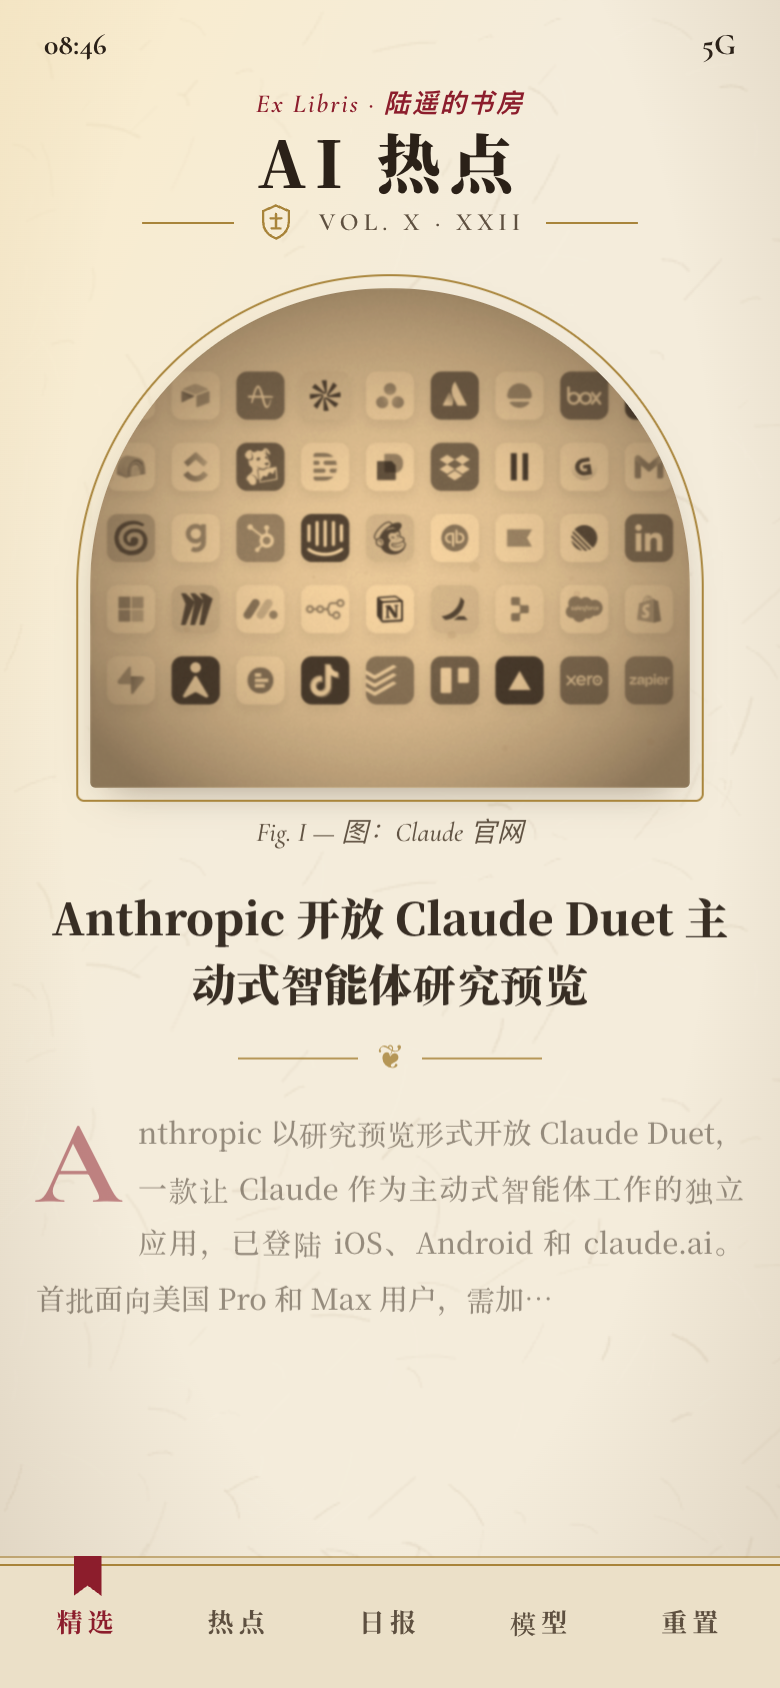 08:46
5G
Ex Libris · 陆遥的书房
AI 热点
VOL. X · XXII
box
G
M
g
qb
in
N
S
xero
zapier
Fig. I — 图：Claude 官网
Anthropic 开放 Claude Duet 主
动式智能体研究预览
Anthropic 以研究预览形式开放 Claude Duet,
一款让 Claude 作为主动式智能体工作的独立
应用，已登陆 iOS、Android 和 claude.ai。
首批面向美国 Pro 和 Max 用户，需加…
精选
热点
日报
模型
重置